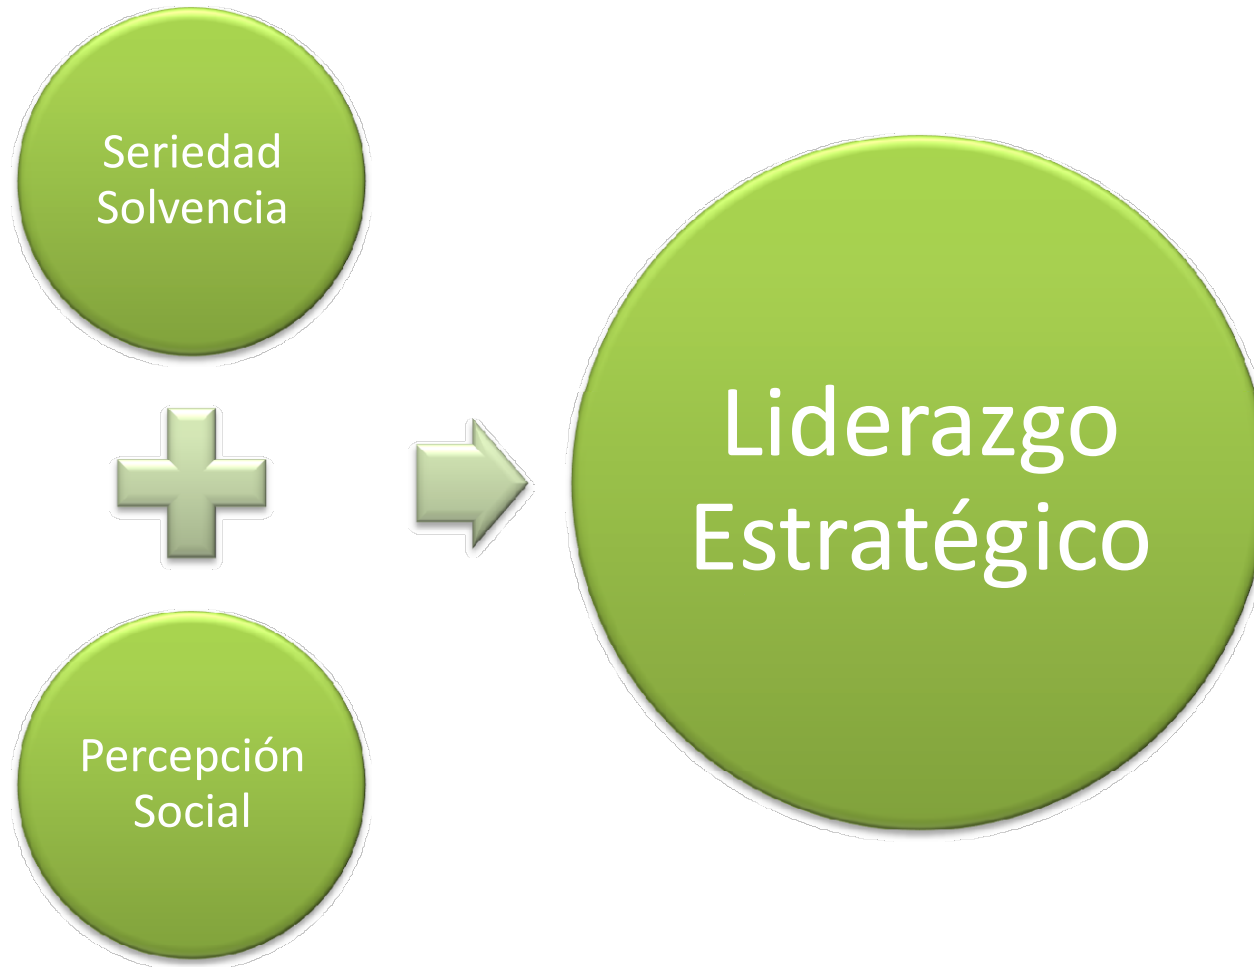 Seriedad
Solvencia
Percepción
Social
Liderazgo
Estratégico